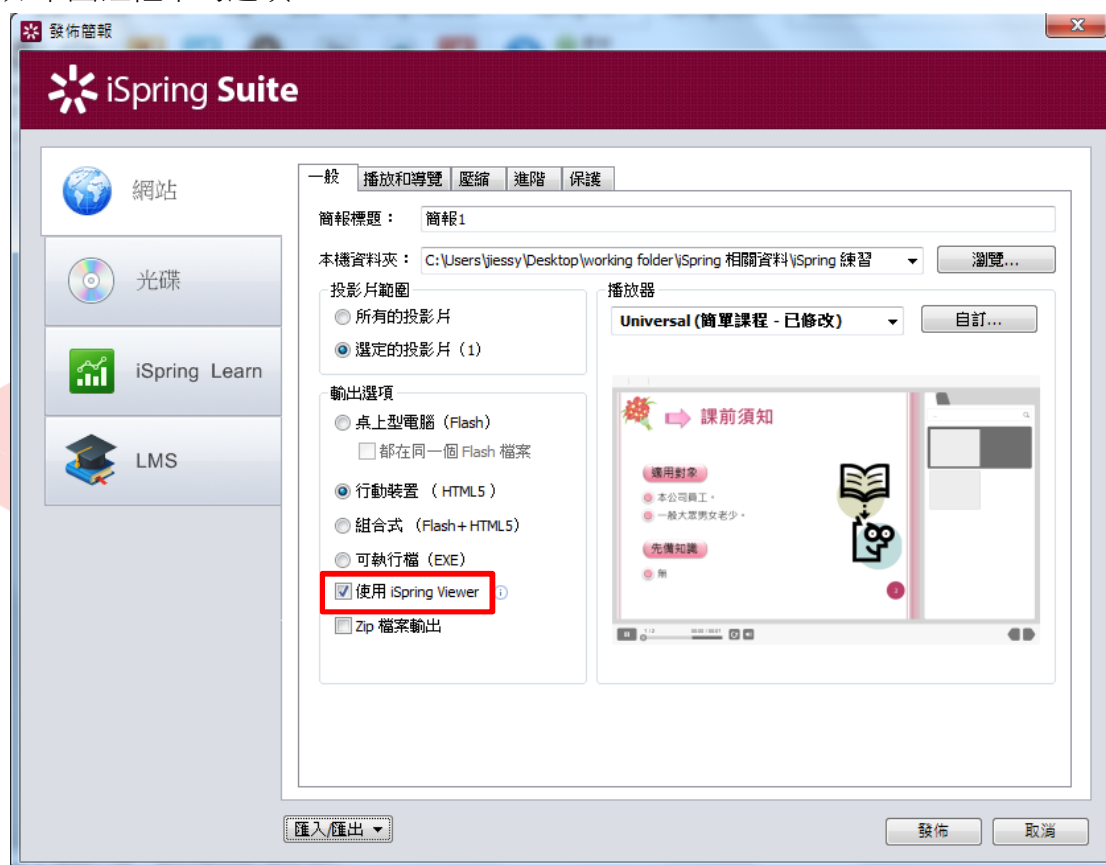 發佈簡報
iSpring Suite
網站
光碟
iSpring Learn
LMS
一般 播放和導覽 壓縮 進階 保護
簡報標題： 簡報1
本機資料夾： C:\Users\jiessy\Desktop\working folder\iSpring 相關資料\iSpring 練習 瀏覽...
投影片範圍
所有的投影片
選定的投影片（1）
輸出選項
桌上型電腦（Flash）
都在同一個 Flash 檔案
行動裝置 （ HTML5 ）
組合式 （Flash+HTML5）
可執行檔（EXE）
使用 iSpring Viewer
Zip 檔案輸出
播放器
Universal (簡單課程 - 已修改) 自訂...
課前須知
適用對象
本公司員工。
一般大眾男女老少。
先備知識
無
匯入/匯出
發佈 取消